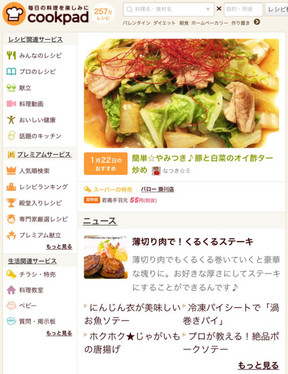 毎日の料理を楽しみに
cookpad
257万
レシピ
料理名・食材名
目的・用途
バレンタイン ダイエット 朝食 ホームベーカリー 作り置き
レシピ関連サービス
みんなのレシピ
プロのレシピ
献立
料理動画
おいしい健康
話題のキッチン
プレミアムサービス
人気順検索
レシピランキング
殿堂入りレシピ
専門家厳選レシピ
プレミアム献立
もっと見る
生活関連サービス
チラシ・特売
料理教室
ベビー
質問・掲示板
もっと見る
1月22日の
おすすめ
簡単☆やみつき♪豚と白菜のオイ酢ター
炒め なつき☆ミ
スーパーの特売 バロー 掛川店
若鶏手羽元 55円(税抜)
ニュース
薄切り肉で！くるくるステーキ
薄切り肉でもくるくる巻いていくと豪華
な塊りに。お好きな厚さにしてステーキ
にすることができるんです♪
にんじん衣が美味しい
お魚ソテー
冷凍パイシートで「渦
巻きパイ」
ホクホク★じゃがいも
の唐揚げ
プロが教える！絶品ポ
ークソテー
もっと見る